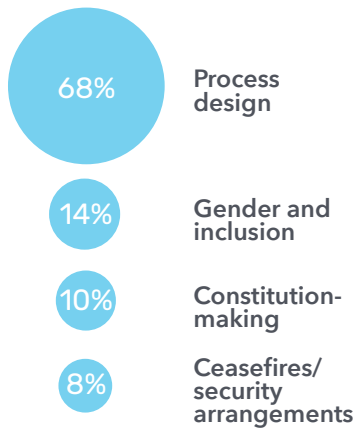 68%
Process
design
14%
Gender and
inclusion
10%
Constitution-
making
8%
Ceasefires/
security
arrangements